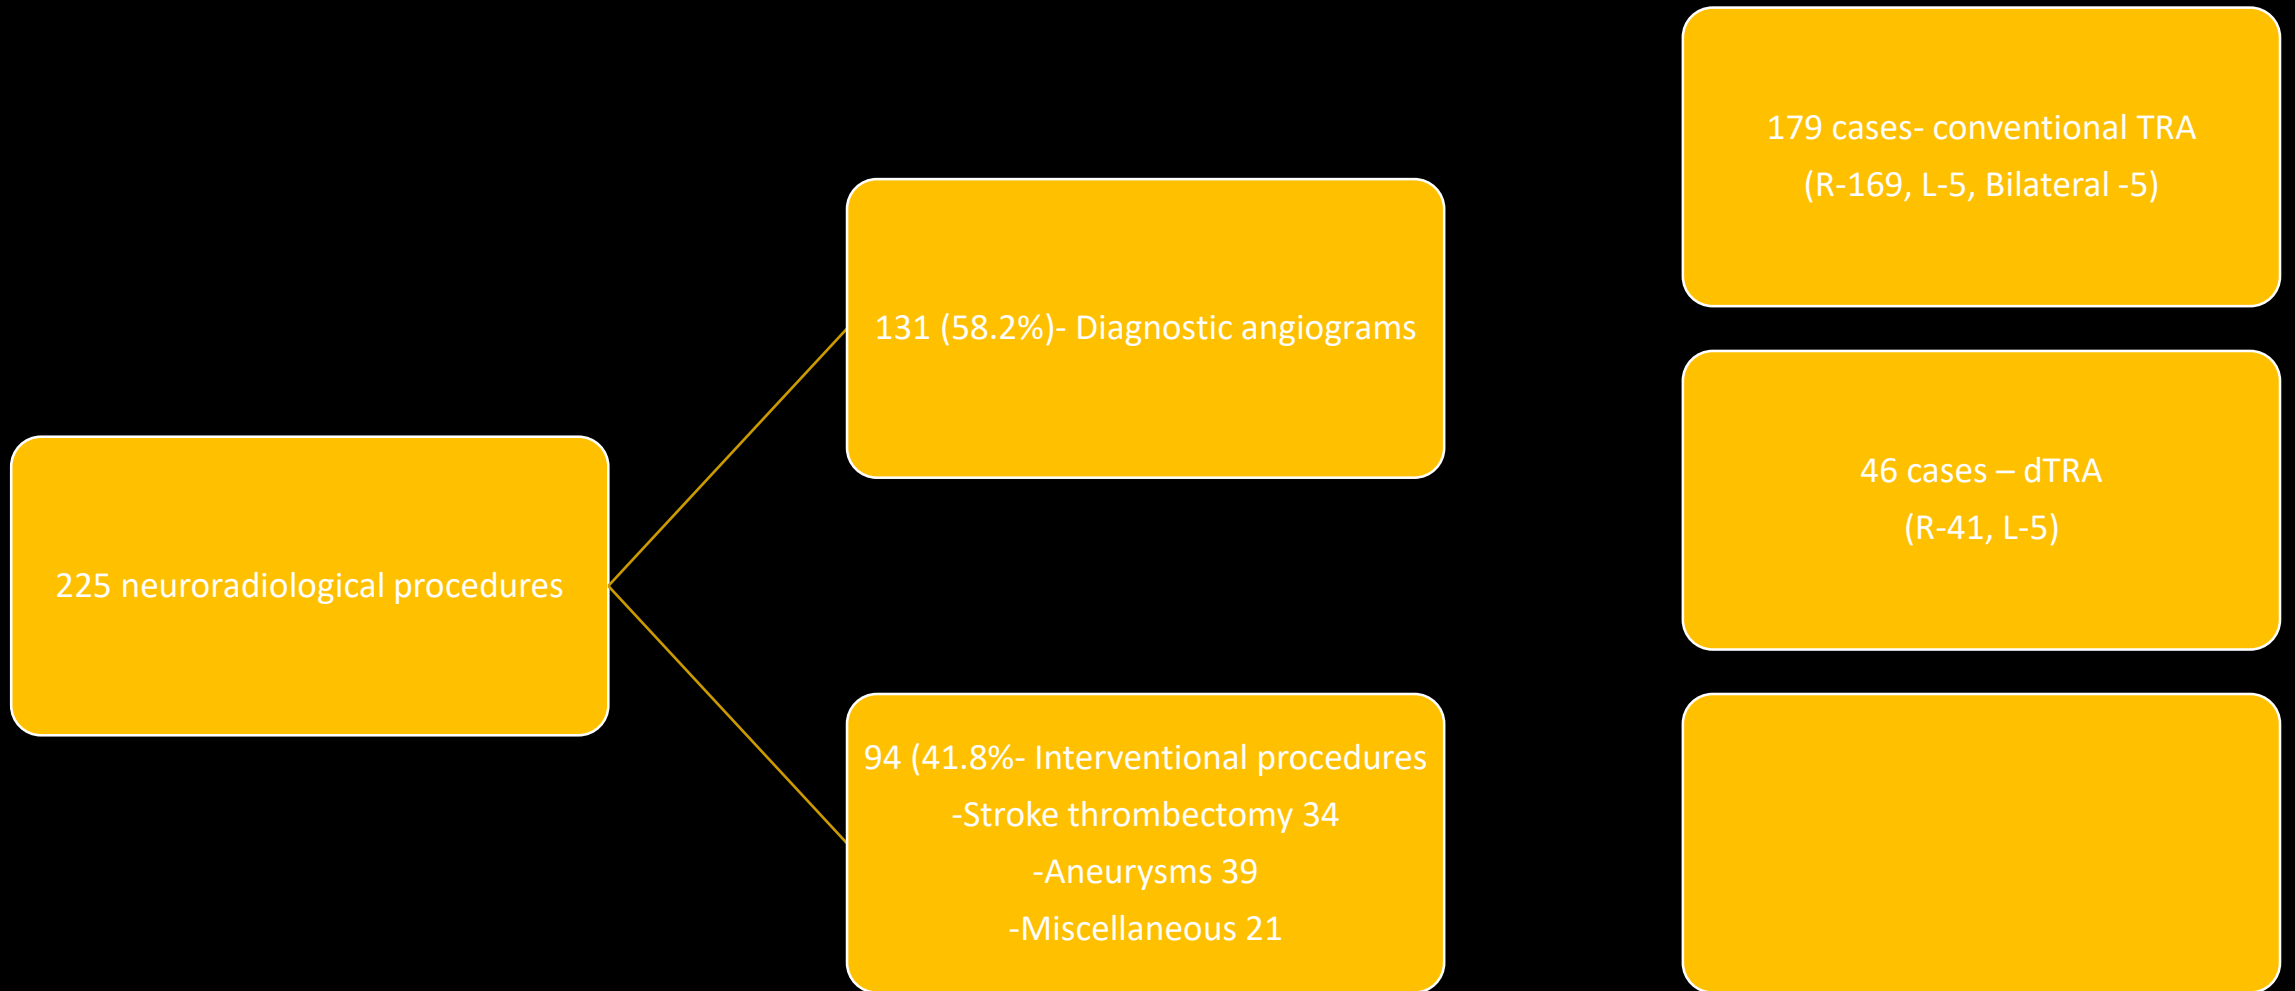 225 neuroradiological procedures
131 (58.2%)- Diagnostic angiograms
94 (41.8%- Interventional procedures
-Stroke thrombectomy 34
-Aneurysms 39
-Miscellaneous 21
179 cases- conventional TRA
(R-169, L-5, Bilateral -5)
46 cases – dTRA
(R-41, L-5)